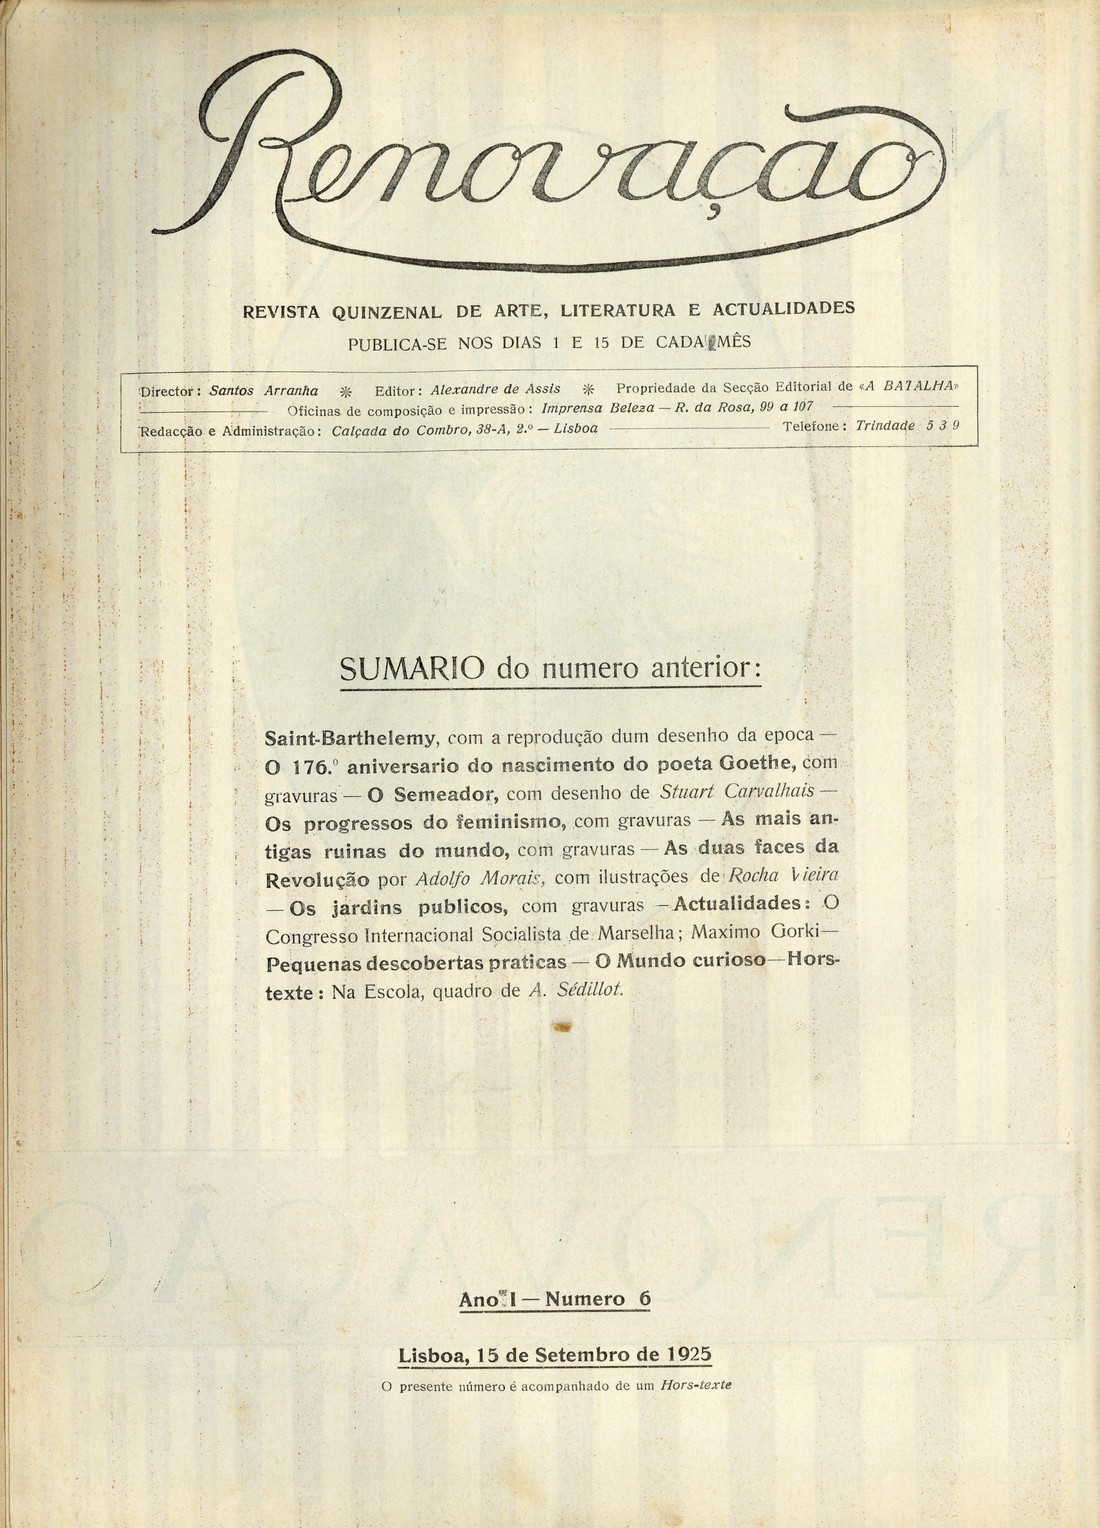 Renovação
REVISTA QUINZENAL DE ARTE, LITERATURA E ACTUALIDADES
PUBLICA-SE NOS DIAS 1 E 15 DE CADA MÊS
Director: Santos Arranha ❊ Editor: Alexandre de Assis ❊ Propriedade da Secção Editorial de «A BATALHA»
Oficinas de composição e impressão: Imprensa Beleza — R. da Rosa, 99 a 107
Redacção e Administração: Calçada do Combro, 38-A, 2.º — Lisboa Telefone: Trindade 5 3 9
SUMARIO do numero anterior:
Saint-Barthelemy, com a reprodução dum desenho da epoca —
O 176.º aniversario do nascimento do poeta Goethe, com
gravuras — O Semeador, com desenho de Stuart Carvalhais —
Os progressos do feminismo, com gravuras — As mais an-
tigas ruinas do mundo, com gravuras — As duas faces da
Revolução por Adolfo Morais, com ilustrações de Rocha Vieira
— Os jardins publicos, com gravuras — Actualidades: O
Congresso Internacional Socialista de Marselha; Maximo Gorki —
Pequenas descobertas praticas — O Mundo curioso — Hors-
texte: Na Escola, quadro de A. Sédillot.
RENOVAÇÃO
Ano I — Numero 6
Lisboa, 15 de Setembro de 1925
O presente número é acompanhado de um Hors-texte